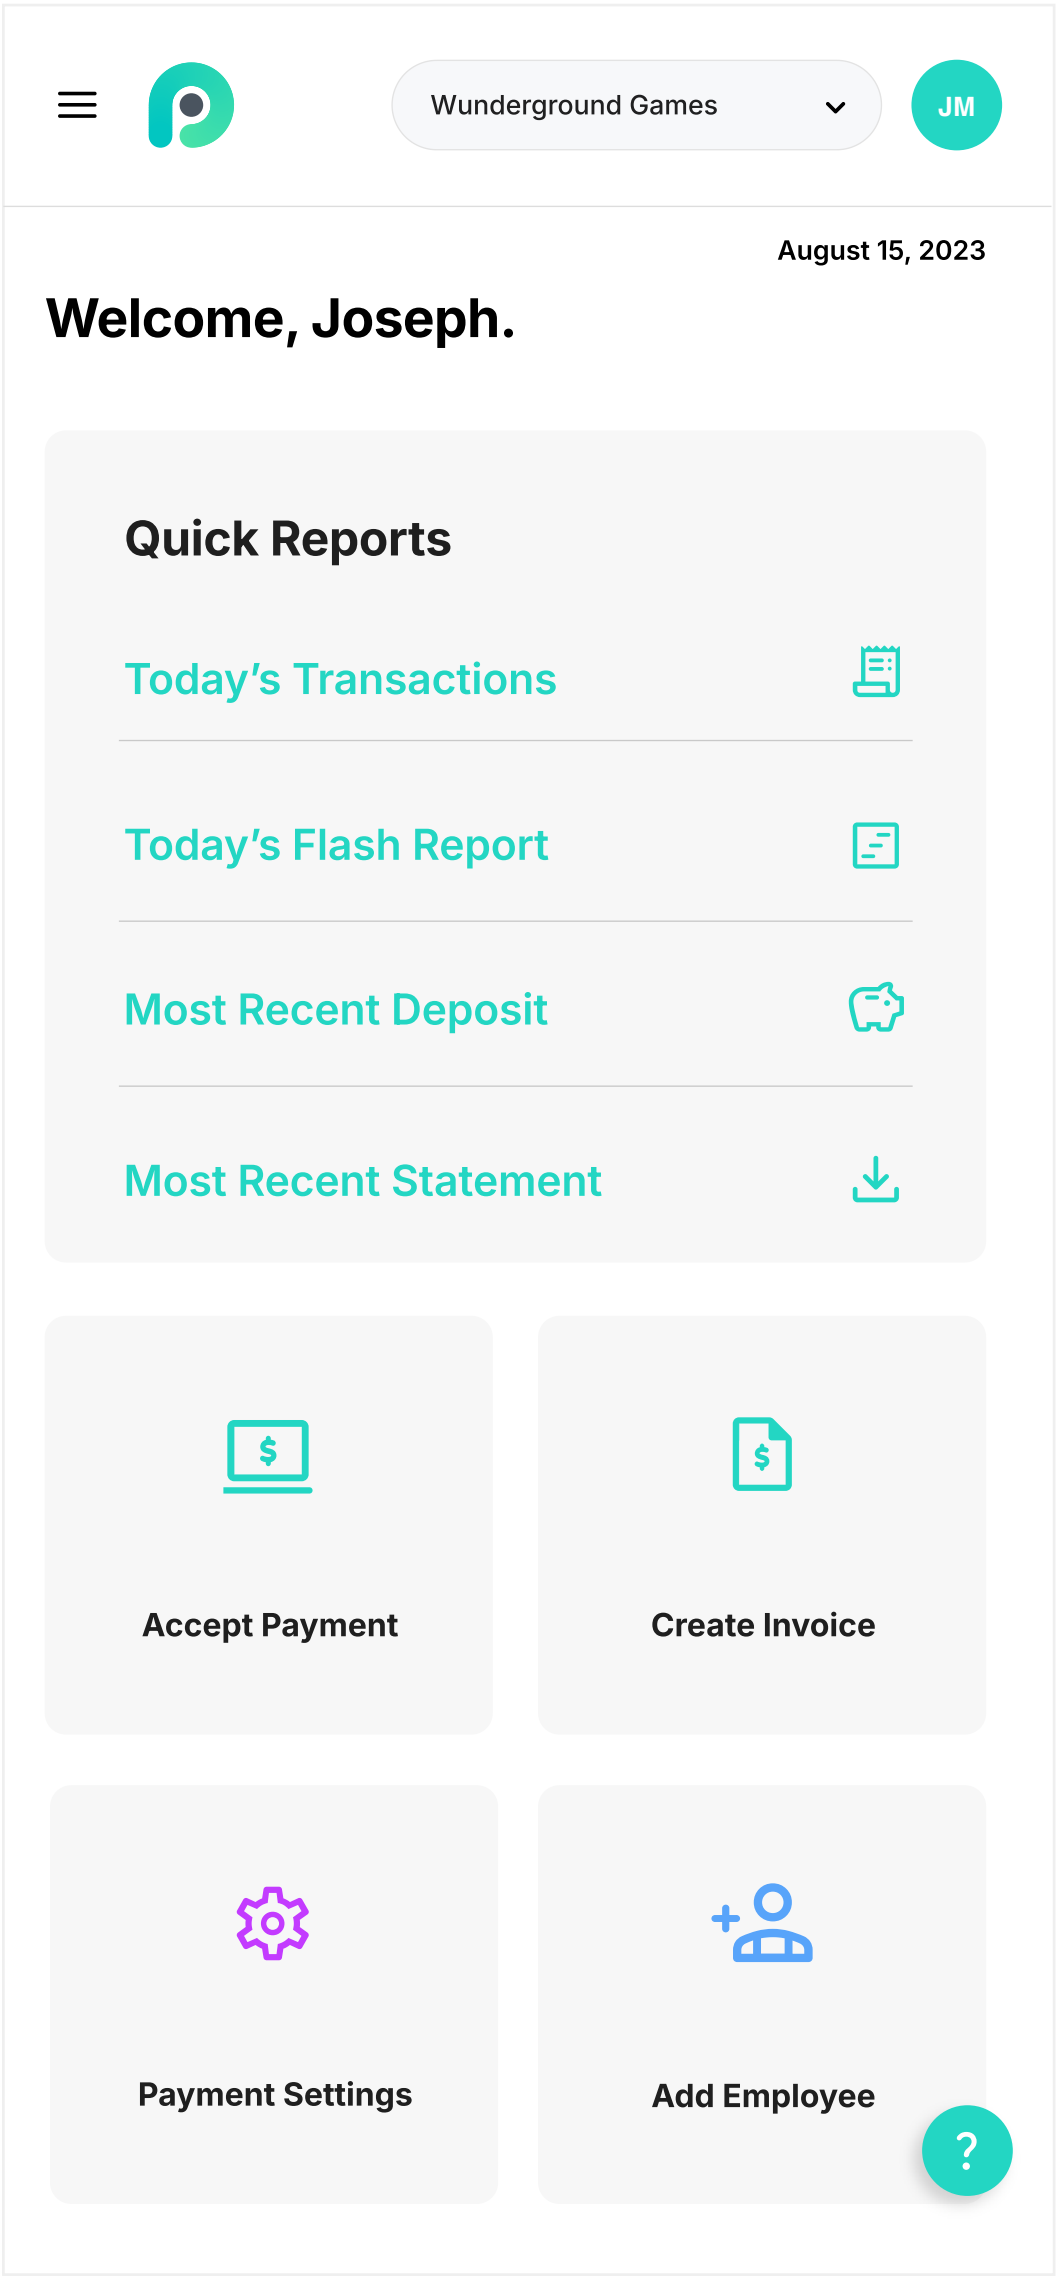 Wunderground Games
JM
August 15, 2023
Welcome, Joseph.
Quick Reports
Today’s Transactions
Today’s Flash Report
Most Recent Deposit
Most Recent Statement
$
$
Accept Payment
Create Invoice
Payment Settings
Add Employee
?